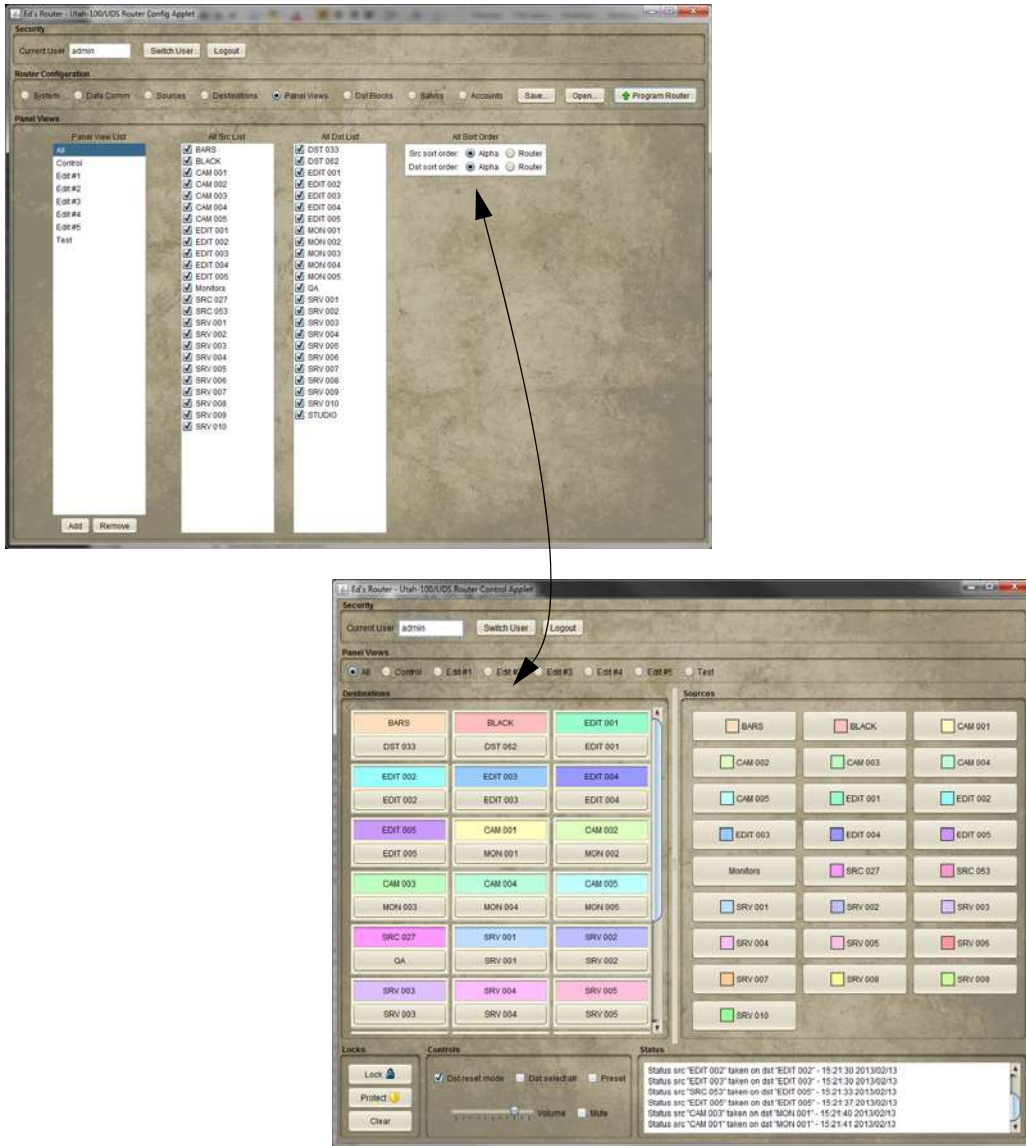 Ed's Router - Utah-100/UDS Router Config Applet
Security
Current User admin Switch User Logout
Router Configuration
System Data Comm Sources Destinations Panel Views Dst Blocks Salvos Accounts Save... Open... Program Router
Panel Views
Panel View List
All
Control
Edit #1
Edit #2
Edit #3
Edit #4
Edit #5
Test
Add Remove
All Src List
BARS
BLACK
CAM 001
CAM 002
CAM 003
CAM 004
CAM 005
EDIT 001
EDIT 002
EDIT 003
EDIT 004
EDIT 005
Monitors
SRC 027
SRC 053
SRV 001
SRV 002
SRV 003
SRV 004
SRV 005
SRV 006
SRV 007
SRV 008
SRV 009
SRV 010
All Dst List
DST 033
DST 062
EDIT 001
EDIT 002
EDIT 003
EDIT 004
EDIT 005
MON 001
MON 002
MON 003
MON 004
MON 005
QA
SRV 001
SRV 002
SRV 003
SRV 004
SRV 005
SRV 006
SRV 007
SRV 008
SRV 009
SRV 010
STUDIO
All Sort Order
Src sort order: Alpha Router
Dst sort order: Alpha Router
Ed's Router - Utah-100/UDS Router Control Applet
Security
Current User admin Switch User Logout
Panel Views
All Control Edit #1 Edit #2 Edit #3 Edit #4 Edit #5 Test
Destinations
BARS BLACK EDIT 001
DST 033 DST 062 EDIT 001
EDIT 002 EDIT 003 EDIT 004
EDIT 002 EDIT 003 EDIT 004
EDIT 005 CAM 001 CAM 002
EDIT 005 MON 001 MON 002
CAM 003 CAM 004 CAM 005
MON 003 MON 004 MON 005
SRC 027 SRV 001 SRV 002
QA SRV 001 SRV 002
SRV 003 SRV 004 SRV 005
SRV 003 SRV 004 SRV 005
Sources
BARS BLACK CAM 001
CAM 002 CAM 003 CAM 004
CAM 005 EDIT 001 EDIT 002
EDIT 003 EDIT 004 EDIT 005
Monitors SRC 027 SRC 053
SRV 001 SRV 002 SRV 003
SRV 004 SRV 005 SRV 006
SRV 007 SRV 008 SRV 009
SRV 010
Locks
Lock
Protect
Clear
Controls
Dst reset mode Dst select all Preset
Volume Mute
Status
Status src "EDIT 002" taken on dst "EDIT 002" - 15:21:30 2013/02/13
Status src "EDIT 003" taken on dst "EDIT 003" - 15:21:30 2013/02/13
Status src "SRC 053" taken on dst "EDIT 005" - 15:21:33 2013/02/13
Status src "EDIT 005" taken on dst "EDIT 005" - 15:21:37 2013/02/13
Status src "CAM 003" taken on dst "MON 001" - 15:21:40 2013/02/13
Status src "CAM 001" taken on dst "MON 001" - 15:21:41 2013/02/13